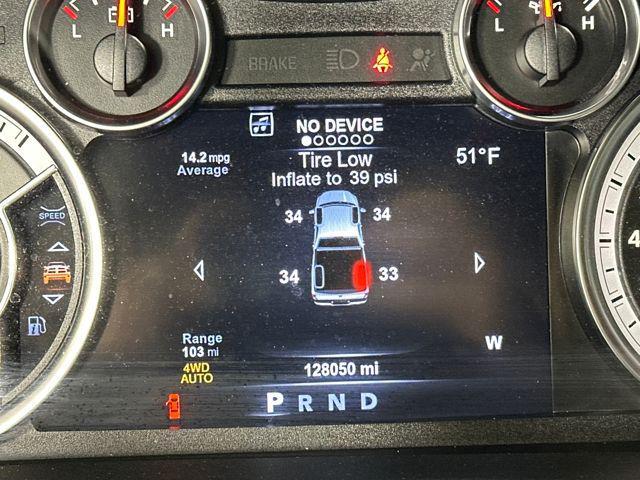 L H
BRAKE
L H
NO DEVICE
14.2 mpg
Average
Tire Low
Inflate to 39 psi
51°F
34 34
SPEED
34 33
Range
103 mi
W
4WD
AUTO
128050 mi
P R N D
4